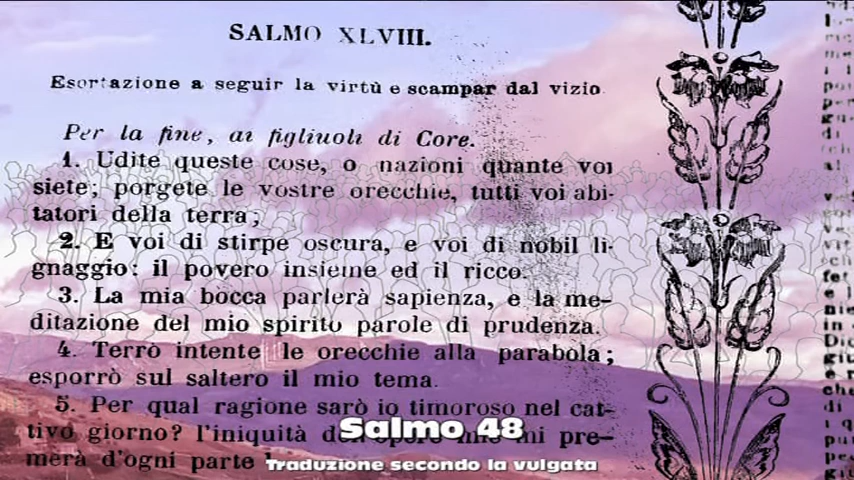 SALMO XLVIII.
Esortazione a seguir la virtù e scampar dal vizio
Per la fine, ai figliuoli di Core.
1. Udite queste cose, o nazioni quante voi
siete; porgete le vostre orecchie, tutti voi abi-
tatori della terra;
2. E voi di stirpe oscura, e voi di nobil li-
gnaggio: il povero insieme ed il ricco.
3. La mia bocca parlerà sapienza, e la me-
ditazione del mio spirito parole di prudenza.
4. Terrò intente le orecchie alla parabola;
esporrò sul saltero il mio tema.
5. Per qual ragione sarò io timoroso nel cat-
tivo giorno? l'iniquità mi pre-
merà d'ogni parte
Salmo 48
Traduzione secondo la vulgata